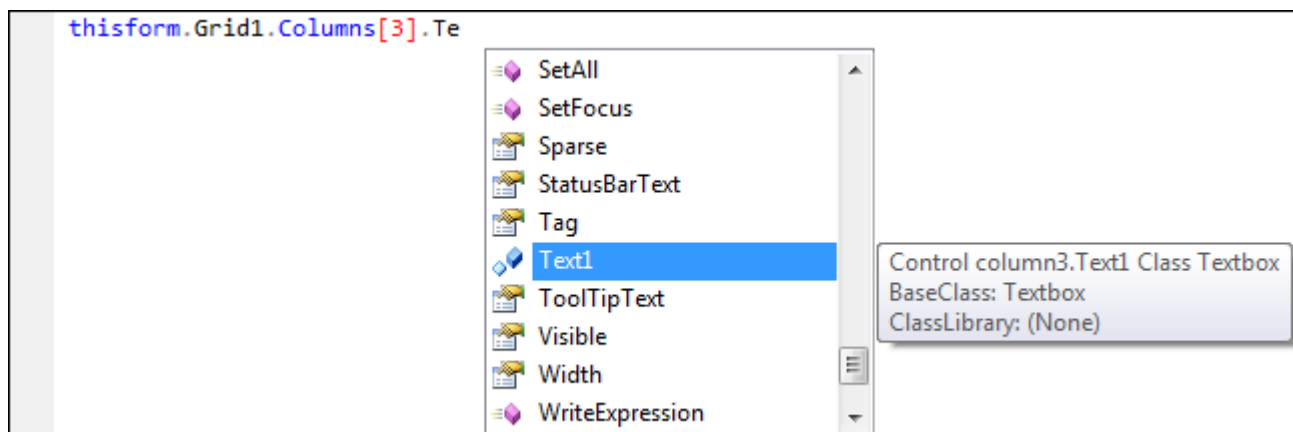 thisform.Grid1.Columns[3].Te
SetAll
SetFocus
Sparse
StatusBarText
Tag
Text1
ToolTipText
Visible
Width
WriteExpression
Control column3.Text1 Class Textbox
BaseClass: Textbox
ClassLibrary: (None)